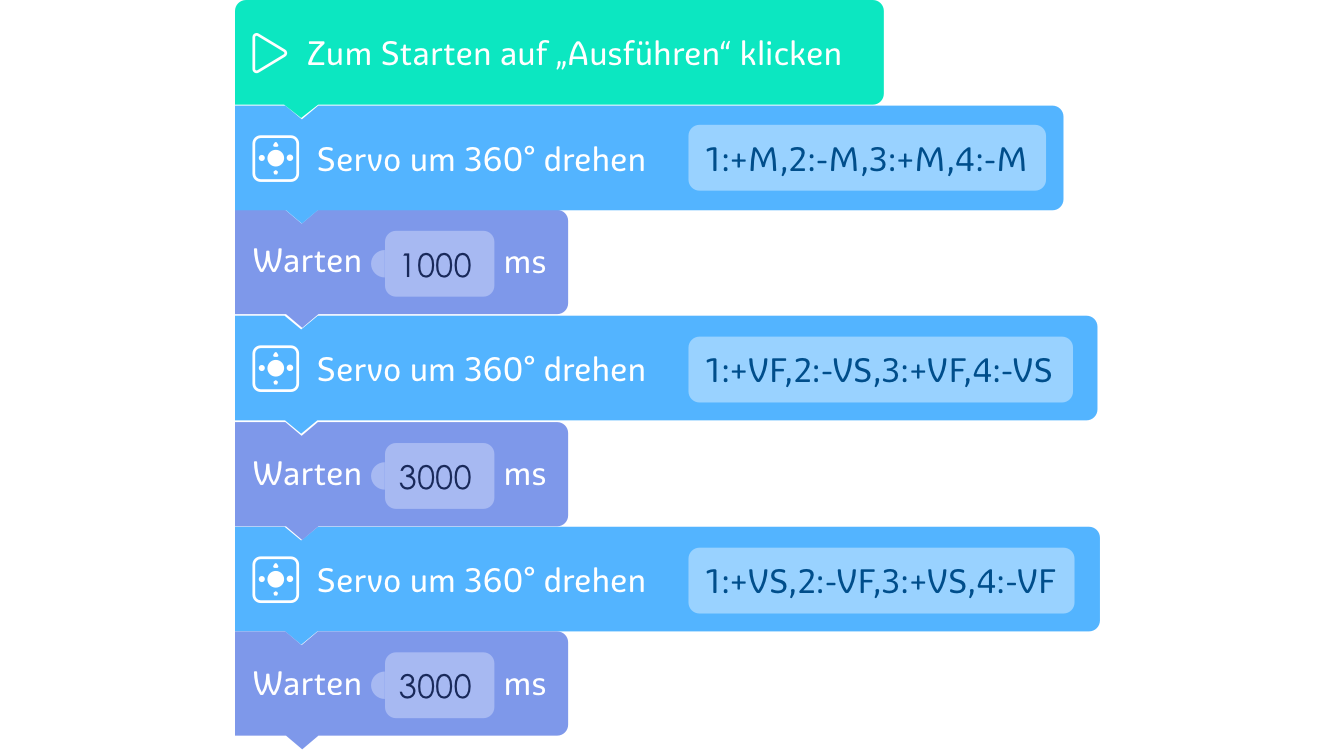 Zum Starten auf „Ausführen“ klicken
Servo um 360° drehen 1:+M,2:-M,3:+M,4:-M
Warten 1000 ms
Servo um 360° drehen 1:+VF,2:-VS,3:+VF,4:-VS
Warten 3000 ms
Servo um 360° drehen 1:+VS,2:-VF,3:+VS,4:-VF
Warten 3000 ms